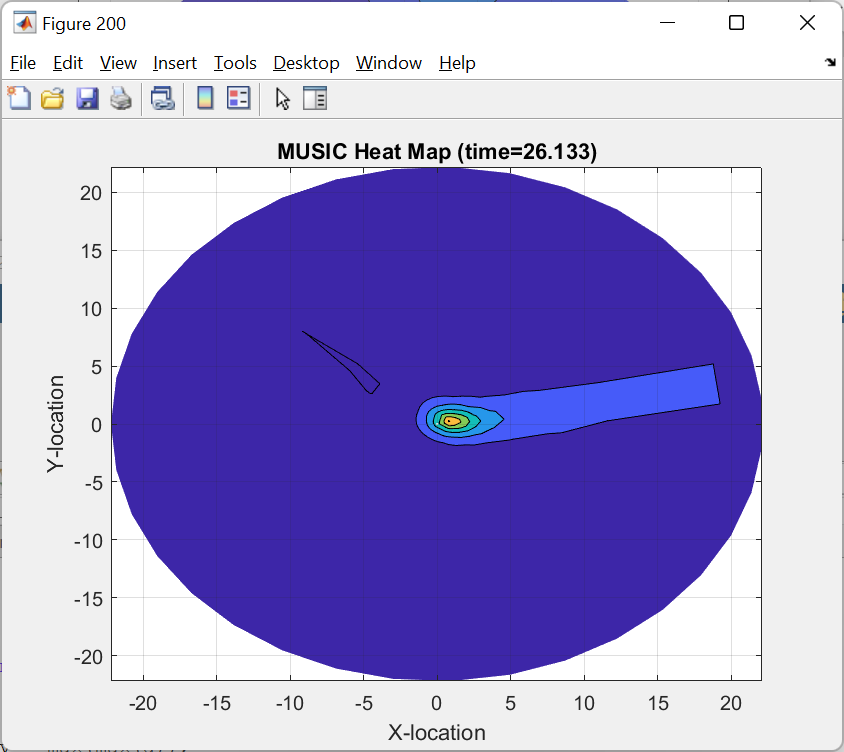 Figure 200
File Edit View Insert Tools Desktop Window Help
MUSIC Heat Map (time=26.133)
20
15
10
5
0
-5
-10
-15
-20
Y-location
-20 -15 -10 -5 0 5 10 15 20
X-location